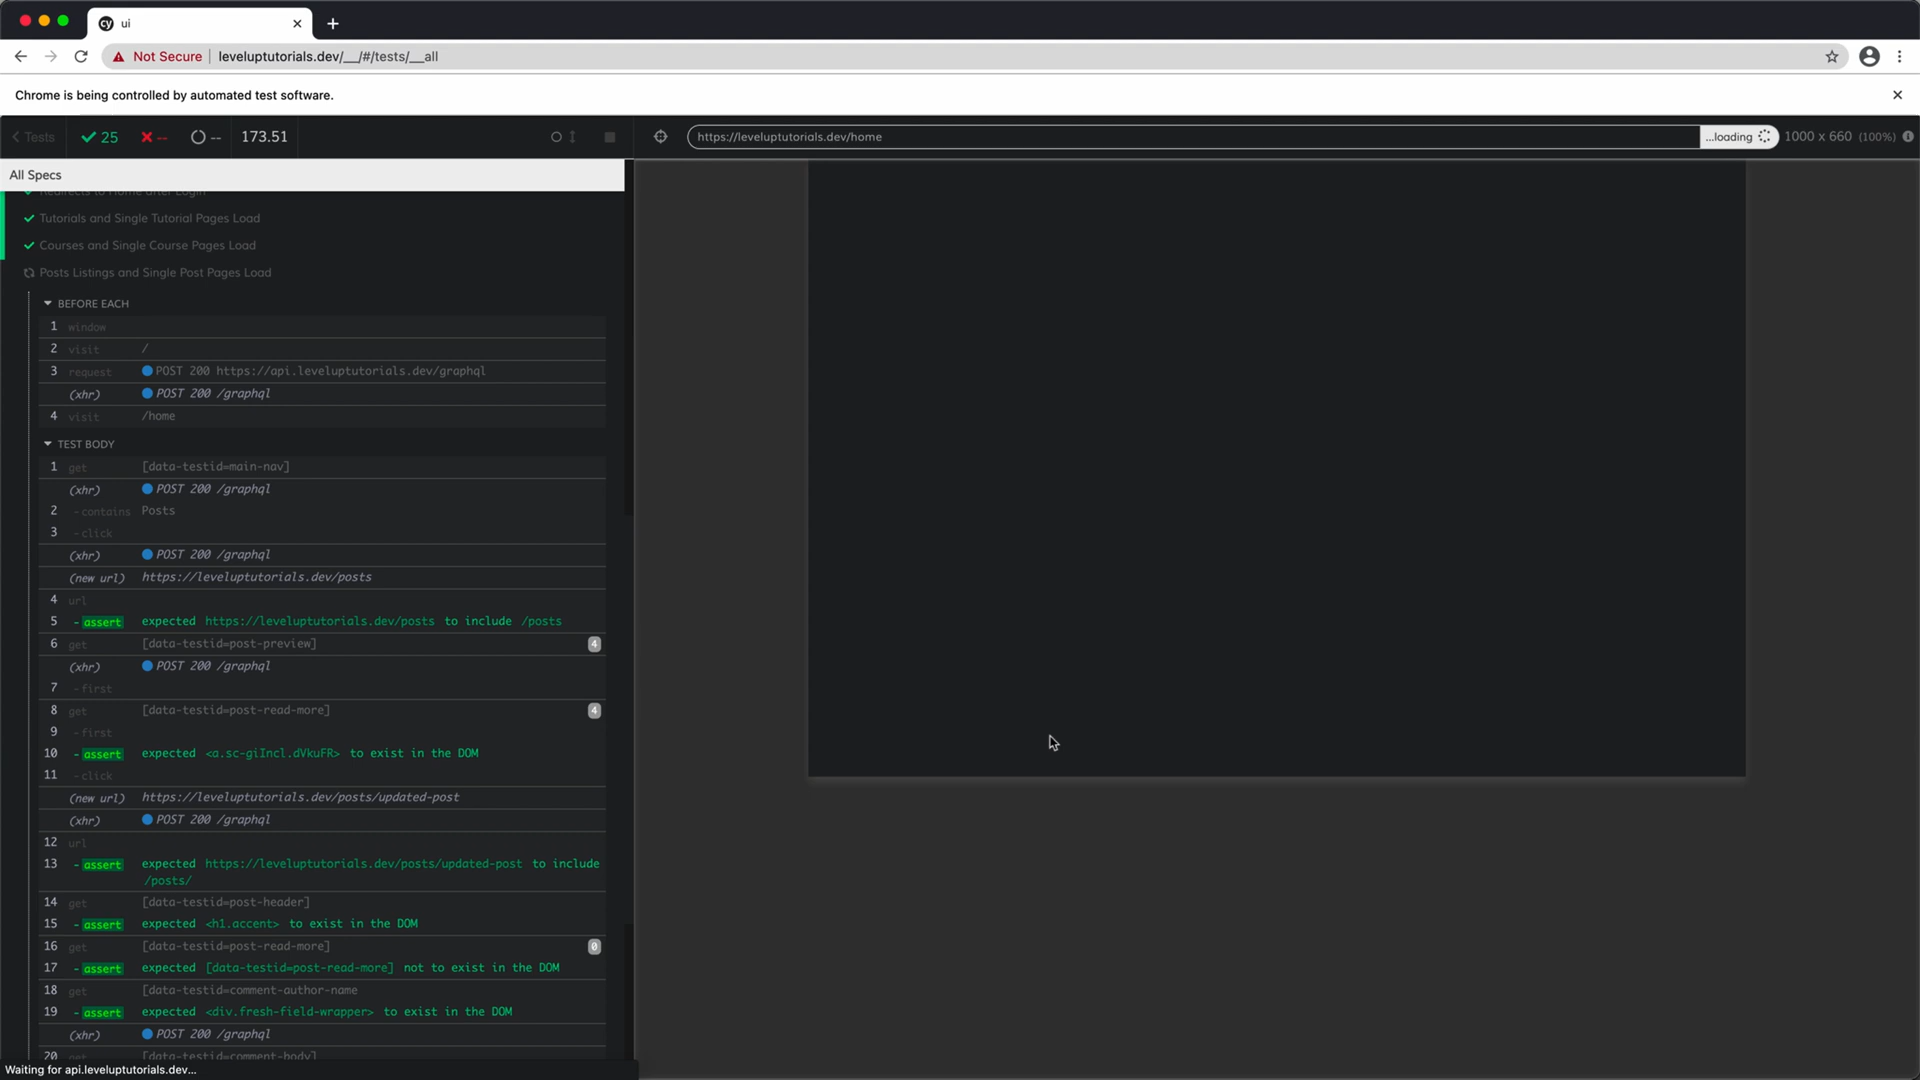 ui
Not Secure
leveluptutorials.dev/__/#/tests/__all
Chrome is being controlled by automated test software.
Tests
25
--
--
173.51
https://leveluptutorials.dev/home
...loading
1000 x 660 (100%)
All Specs
Redirects to Home after Login
Tutorials and Single Tutorial Pages Load
Courses and Single Course Pages Load
Posts Listings and Single Post Pages Load
BEFORE EACH
1 window
2 visit /
3 request POST 200 https://api.leveluptutorials.dev/graphql
(xhr) POST 200 /graphql
4 visit /home
TEST BODY
1 get [data-testid=main-nav]
(xhr) POST 200 /graphql
2 -contains Posts
3 -click
(xhr) POST 200 /graphql
(new url) https://leveluptutorials.dev/posts
4 url
5 -assert expected https://leveluptutorials.dev/posts to include /posts
6 get [data-testid=post-preview] 4
(xhr) POST 200 /graphql
7 -first
8 get [data-testid=post-read-more] 4
9 -first
10 -assert expected <a.sc-giIncl.dVkuFR> to exist in the DOM
11 -click
(new url) https://leveluptutorials.dev/posts/updated-post
(xhr) POST 200 /graphql
12 url
13 -assert expected https://leveluptutorials.dev/posts/updated-post to include
/posts/
14 get [data-testid=post-header]
15 -assert expected <h1.accent> to exist in the DOM
16 get [data-testid=post-read-more] 0
17 -assert expected [data-testid=post-read-more] not to exist in the DOM
18 get [data-testid=comment-author-name
19 -assert expected <div.fresh-field-wrapper> to exist in the DOM
(xhr) POST 200 /graphql
20 get [data-testid=comment-body]
Waiting for api.leveluptutorials.dev...